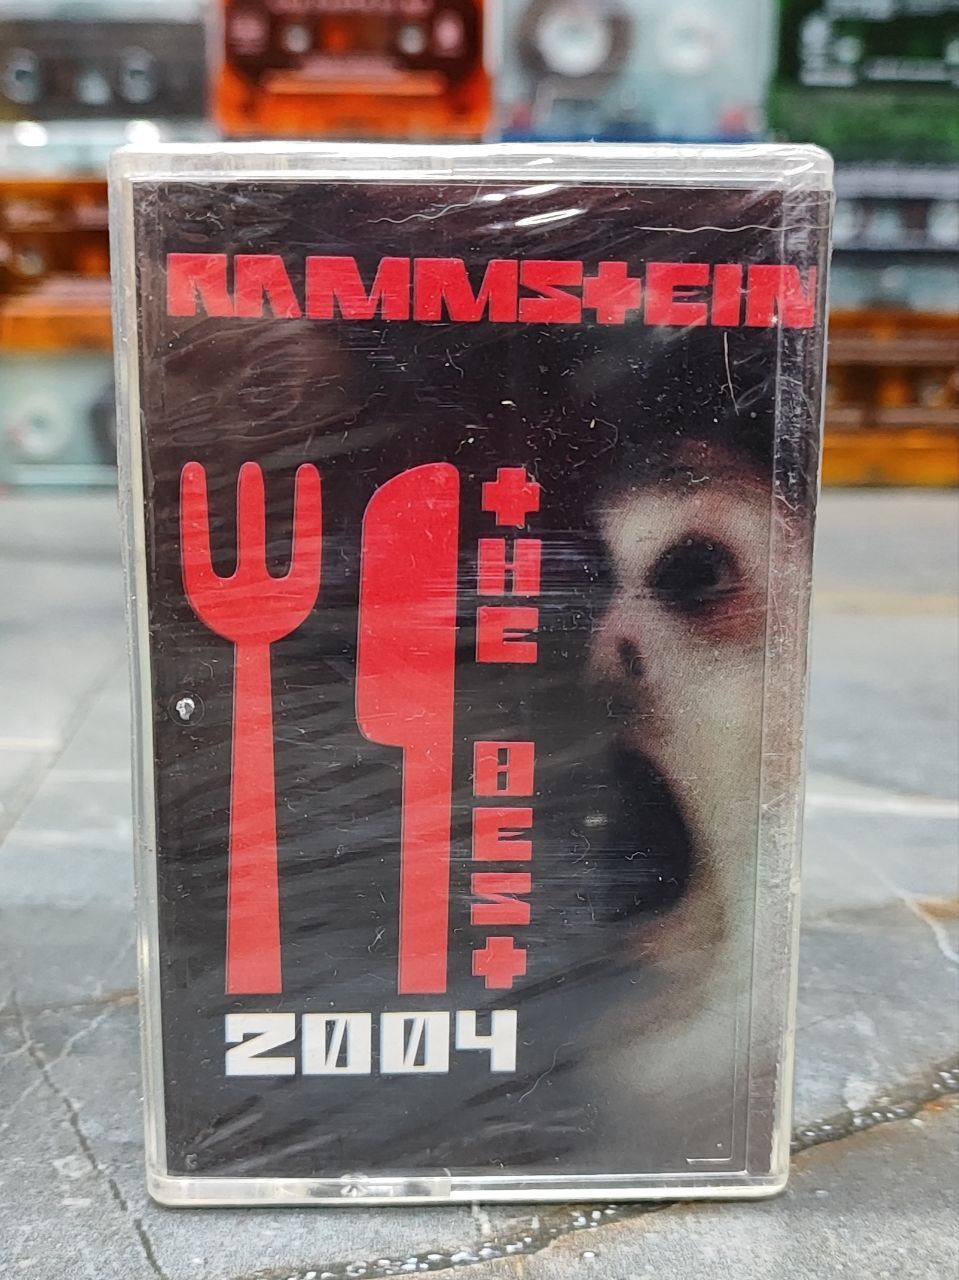 RAMMSTEIN
THE BEST
2004